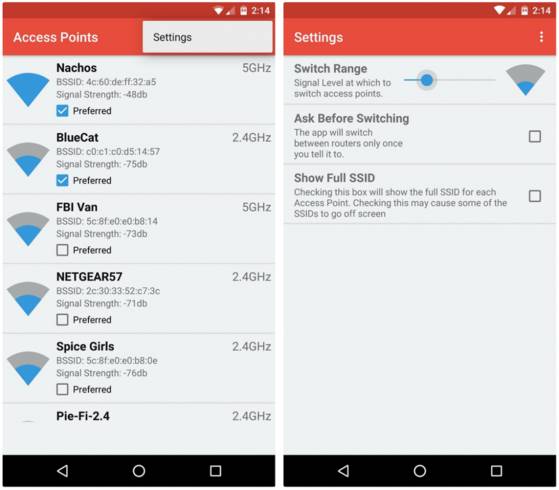 2:14
Access Points
Settings
Nachos
5GHz
BSSID: 4c:60:de:ff:32:a5
Signal Strength: -48db
Preferred
BlueCat
2.4GHz
BSSID: c0:c1:c0:d5:14:57
Signal Strength: -75db
Preferred
FBI Van
5GHz
BSSID: 5c:8f:e0:e0:b8:14
Signal Strength: -73db
Preferred
NETGEAR57
2.4GHz
BSSID: 2c:30:33:52:c7:3c
Signal Strength: -71db
Preferred
Spice Girls
2.4GHz
BSSID: 5c:8f:e0:e0:b8:0e
Signal Strength: -76db
Preferred
Pie-Fi-2.4
2.4GHz
2:14
Settings
Switch Range
Signal Level at which to
switch access points.
Ask Before Switching
The app will switch
between routers only once
you tell it to.
Show Full SSID
Checking this box will show the full SSID for each
Access Point. Checking this may cause some of the
SSIDs to go off screen